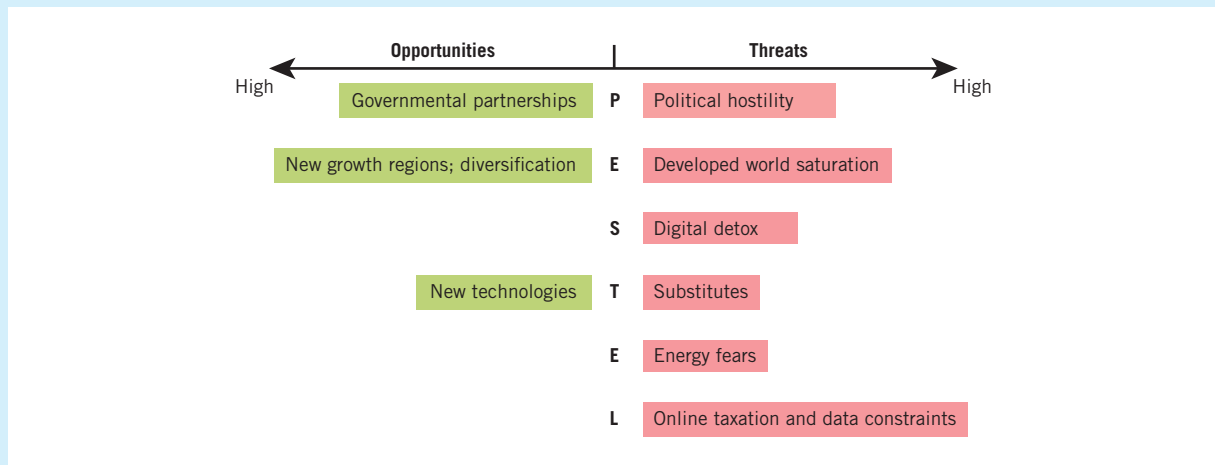 Opportunities | Threats
High High
Governmental partnerships P Political hostility
New growth regions; diversification E Developed world saturation
S Digital detox
New technologies T Substitutes
E Energy fears
L Online taxation and data constraints